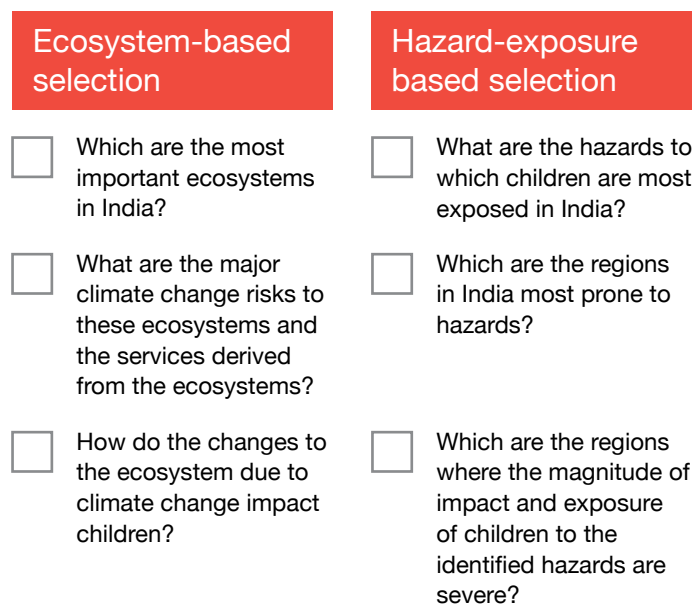 Ecosystem-based
selection
Which are the most
important ecosystems
in India?
What are the major
climate change risks to
these ecosystems and
the services derived
from the ecosystems?
How do the changes to
the ecosystem due to
climate change impact
children?
Hazard-exposure
based selection
What are the hazards to
which children are most
exposed in India?
Which are the regions
in India most prone to
hazards?
Which are the regions
where the magnitude of
impact and exposure
of children to the
identified hazards are
severe?